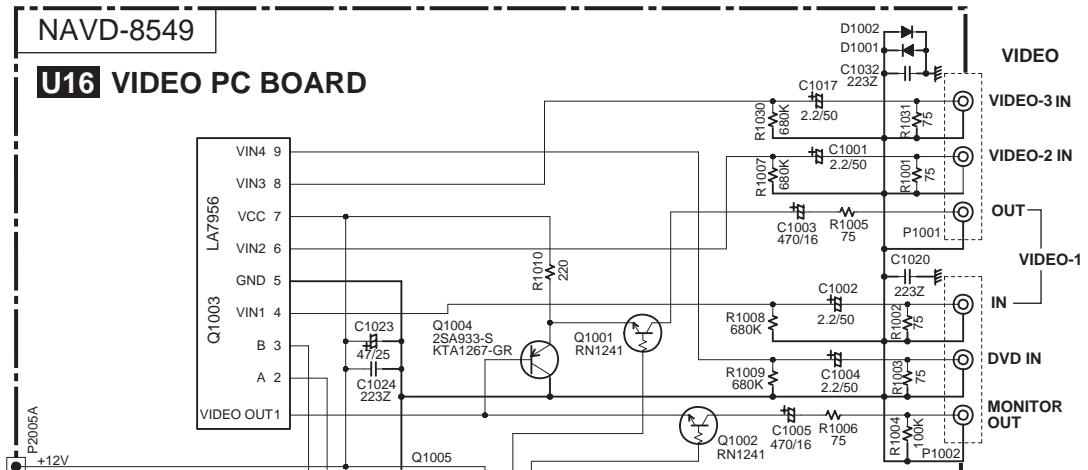 NAVD-8549
U16 VIDEO PC BOARD
D1002
D1001
C1032
223Z
VIDEO
C1017
2.2/50
R1030
680K
R1031
75
VIDEO-3 IN
C1001
2.2/50
R1007
680K
R1001
75
VIDEO-2 IN
C1003
470/16
R1005
75
OUT
P1001
VIDEO-1
C1020
223Z
LA7956
Q1003
VIN4 9
VIN3 8
VCC 7
VIN2 6
GND 5
VIN1 4
B 3
A 2
VIDEO OUT1
R1010
220
C1023
47/25
C1024
223Z
Q1004
2SA933-S
KTA1267-GR
Q1001
RN1241
R1008
680K
C1002
2.2/50
R1002
75
IN
R1009
680K
C1004
2.2/50
R1003
75
DVD IN
Q1002
RN1241
C1005
470/16
R1006
75
R1004
100K
MONITOR
OUT
P1002
P2005A
+12V
Q1005